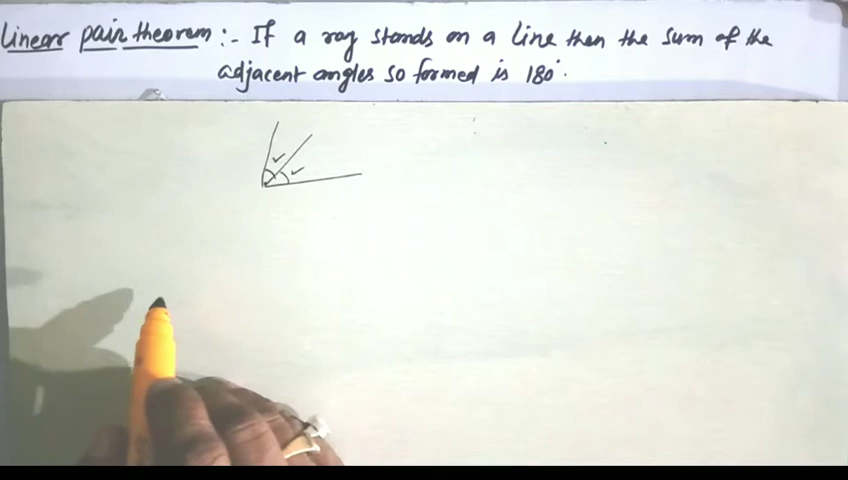 Linear pair theorem :- If a ray stands on a line then the sum of the
adjacent angles so formed is 180°.